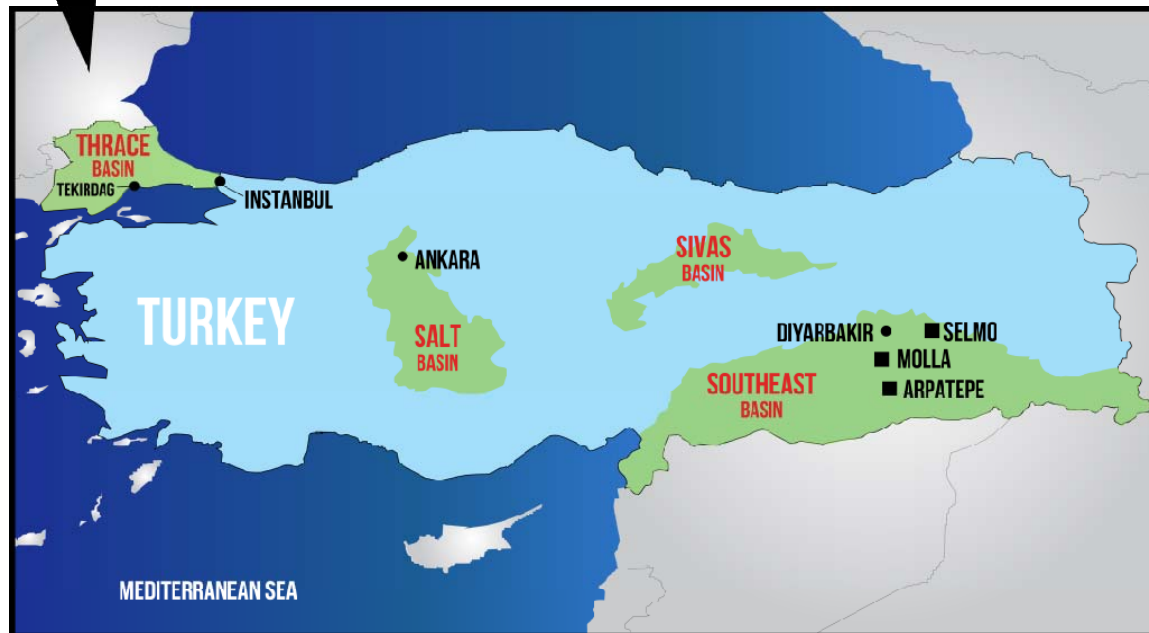 THRACE
BASIN
TEKIRDAG
INSTANBUL
ANKARA
SIVAS
BASIN
TURKEY
SALT
BASIN
DIYARBAKIR
SELMO
MOLLA
SOUTHEAST
BASIN
ARPATEPE
MEDITERRANEAN SEA